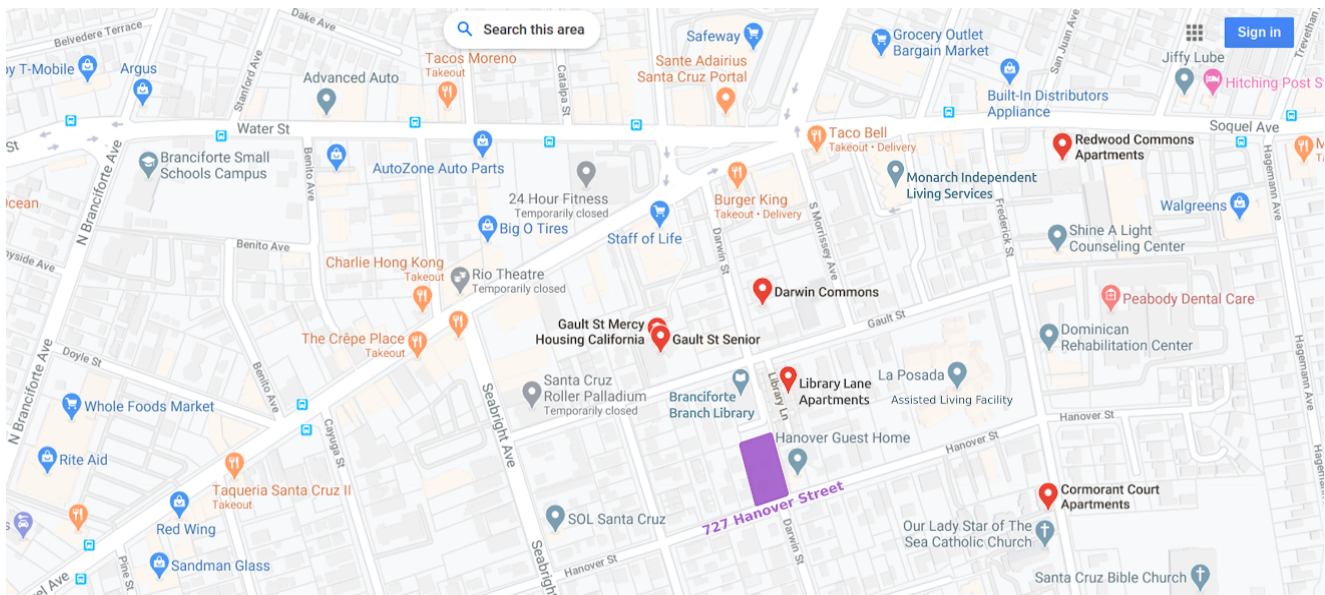 Dake Ave
Search this area
Sign in
Belvedere Terrace
Safeway
Grocery Outlet
Bargain Market
San Juan Ave
Trevethan
y T-Mobile
Argus
Stanford Ave
Advanced Auto
Tacos Moreno
Takeout
Catalpa St
Sante Adairius
Santa Cruz Portal
Jiffy Lube
Hitching Post S
Built-In Distributors
Appliance
Water St
Soquel Ave
St
N Branciforte Ave
Branciforte Small
Schools Campus
Benito Ave
AutoZone Auto Parts
24 Hour Fitness
Temporarily closed
Taco Bell
Takeout • Delivery
Redwood Commons
Apartments
Hagemann Ave
Monarch Independent
Living Services
Burger King
Takeout • Delivery
Walgreens
ocean
Big O Tires
Staff of Life
Darwin St
S Morrissey Ave
Frederick St
Shine A Light
Counseling Center
Benito Ave
Charlie Hong Kong
Takeout
Rio Theatre
Temporarily closed
Darwin Commons
Peabody Dental Care
Gault St
Gault St Mercy
Housing California
Gault St Senior
The Crêpe Place
Takeout
Doyle St
N Branciforte Ave
Benito Ave
Dominican
Rehabilitation Center
Hagemann Ave
Santa Cruz
Roller Palladium
Temporarily closed
Seabright Ave
Branciforte
Branch Library
Library Ln
Library Lane
Apartments
La Posada
Assisted Living Facility
Whole Foods Market
Cayuga St
Hanover St
Hanover St
Hanover Guest Home
Rite Aid
Taqueria Santa Cruz II
Takeout
Red Wing
727 Hanover Street
Cormorant Court
Apartments
SOL Santa Cruz
Darwin St
Our Lady Star of The
Sea Catholic Church
Sandman Glass
Pine St
Seabright
Hanover St
Santa Cruz Bible Church
el Ave